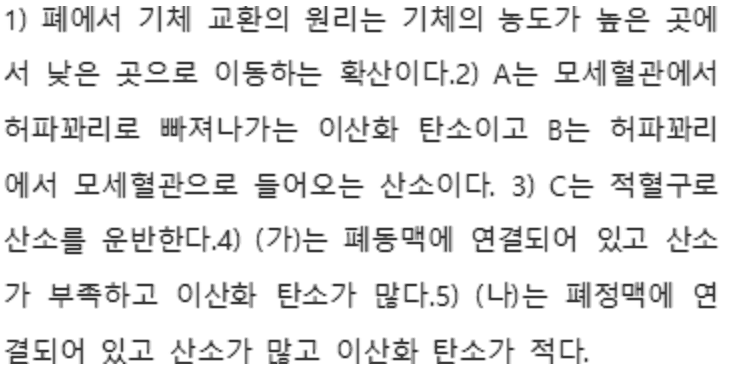 1) 폐에서 기체 교환의 원리는 기체의 농도가 높은 곳에
서 낮은 곳으로 이동하는 확산이다.2) A는 모세혈관에서
허파꽈리로 빠져나가는 이산화 탄소이고 B는 허파꽈리
에서 모세혈관으로 들어오는 산소이다. 3) C는 적혈구로
산소를 운반한다.4) (가)는 폐동맥에 연결되어 있고 산소
가 부족하고 이산화 탄소가 많다.5) (나)는 폐정맥에 연
결되어 있고 산소가 많고 이산화 탄소가 적다.